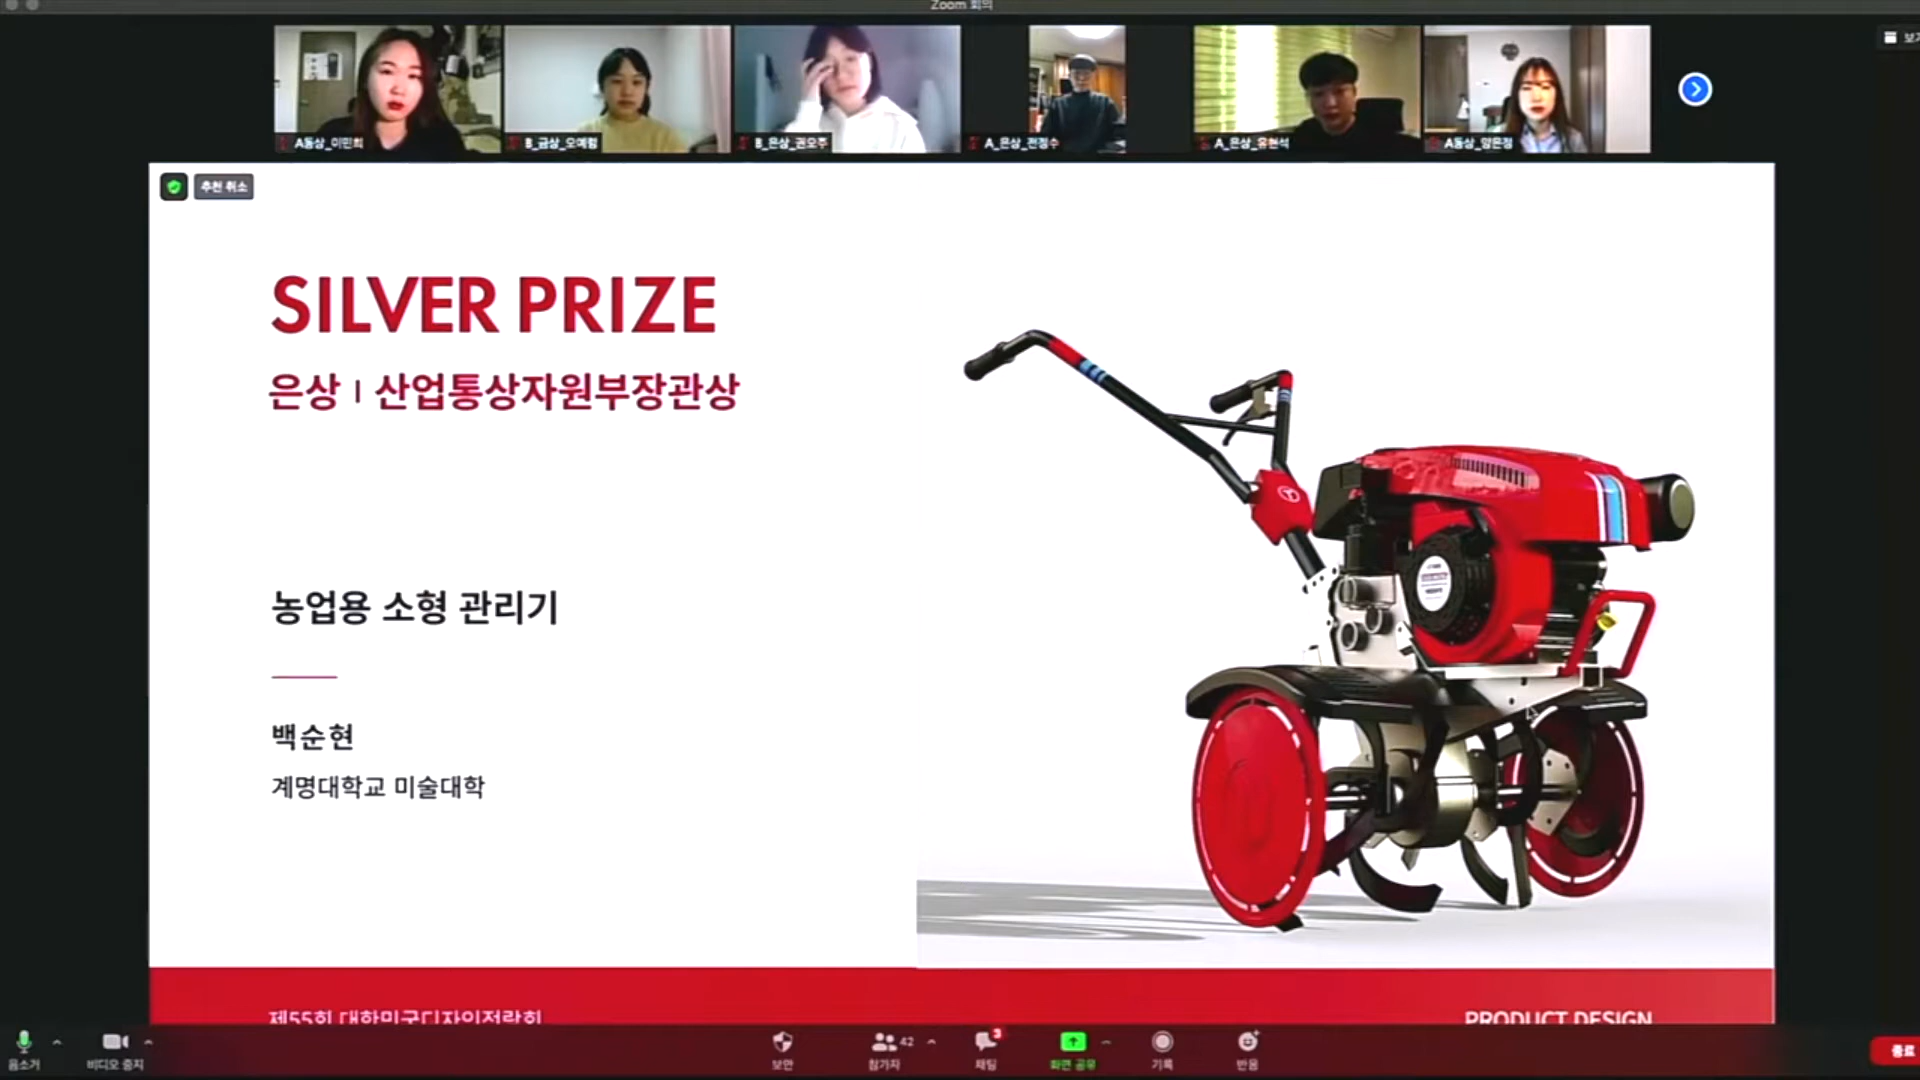 Zoom 회의
A동상_이민희
B_금상_오예림
B_은상_권오주
A_은상_전정수
A_은상_유현석
A동상_양은정
추천 취소
SILVER PRIZE
은상 | 산업통상자원부장관상
농업용 소형 관리기
백순현
계명대학교 미술대학
제55회 대한민국디자인전람회
PRODUCT DESIGN
음소거
비디오 중지
보안
참가자
42
채팅
3
화면 공유
기록
반응
종료